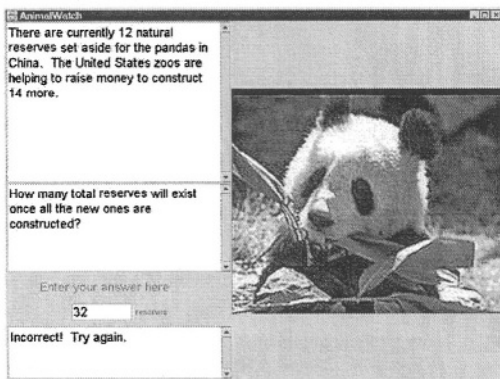 AnimalWatch
There are currently 12 natural
reserves set aside for the pandas in
China. The United States zoos are
helping to raise money to construct
14 more.
How many total reserves will exist
once all the new ones are
constructed?
Enter your answer here
32 reserves
Incorrect! Try again.